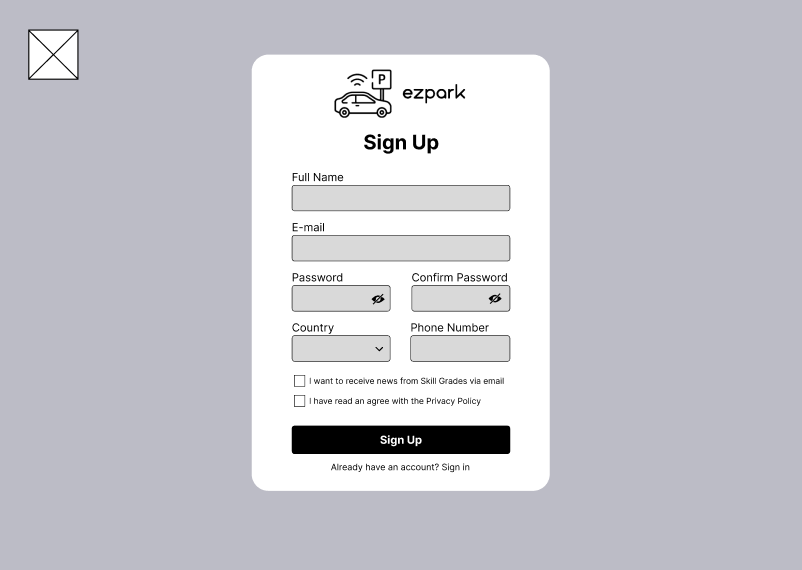 P
ezpark
Sign Up
Full Name
E-mail
Password Confirm Password
Country Phone Number
I want to receive news from Skill Grades via email
I have read an agree with the Privacy Policy
Sign Up
Already have an account? Sign in